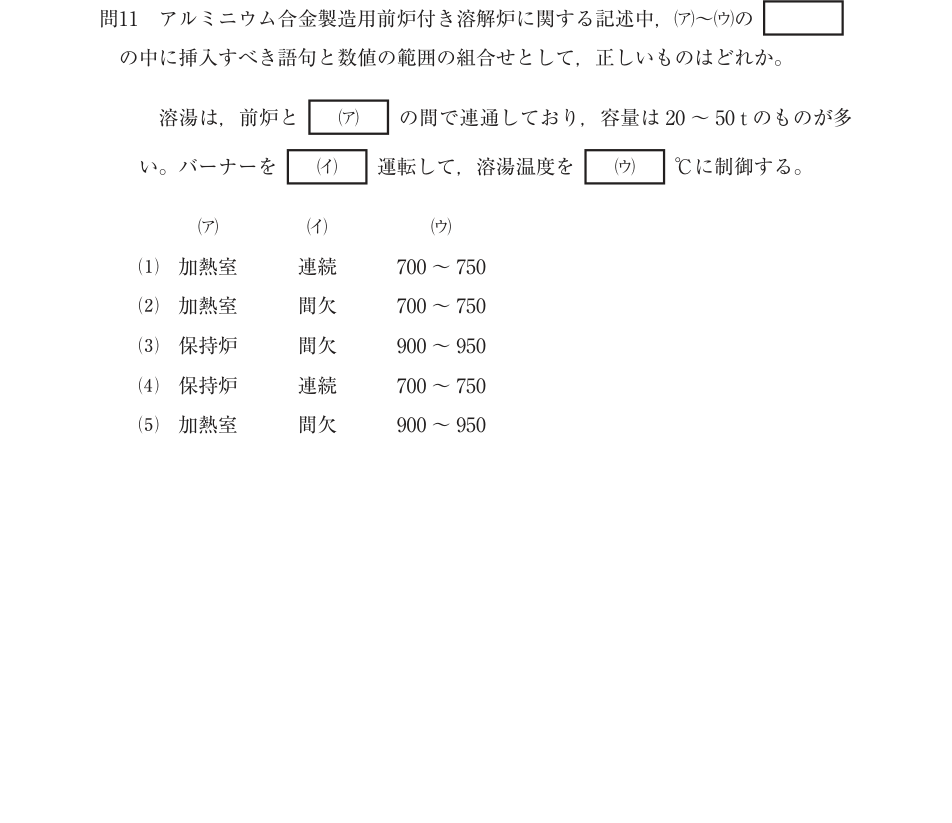 問11　アルミニウム合金製造用前炉付き溶解炉に関する記述中，㈦〜㈨の
の中に挿入すべき語句と数値の範囲の組合せとして，正しいものはどれか。
溶湯は，前炉と (ア) の間で連通しており，容量は 20 〜 50 t のものが多
い。バーナーを (イ) 運転して，溶湯温度を (ウ) ℃に制御する。
(ア) (イ) (ウ)
(1) 加熱室 連続 700 〜 750
(2) 加熱室 間欠 700 〜 750
(3) 保持炉 間欠 900 〜 950
(4) 保持炉 連続 700 〜 750
(5) 加熱室 間欠 900 〜 950